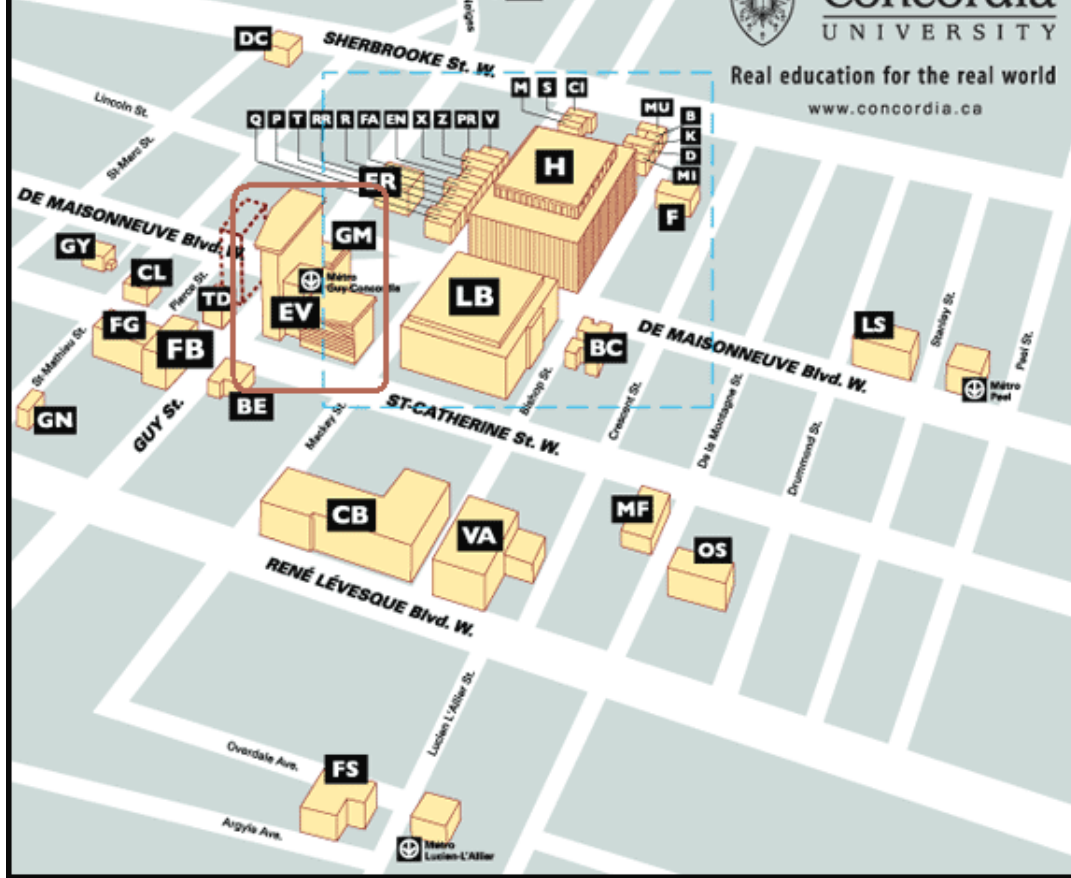 Concordia
UNIVERSITY
Real education for the real world
www.concordia.ca
DC
SHERBROOKE St. W.
Lincoln St.
St-Marc St.
M S CI
MU
B
K
D
MI
Q P T RR R FA EN X Z PR V
H
ER
F
DE MAISONNEUVE Blvd. W.
GM
GY
CL
Pierce St.
Métro
Guy-Concordia
TD
EV
LB
FG
FB
St-Mathieu St.
BC
DE MAISONNEUVE Blvd. W.
LS
Stanley St.
Peel St.
Métro
Peel
BE
GN
GUY St.
Mackey St.
ST-CATHERINE St. W.
Bishop St.
Crescent St.
De la Montagne St.
Drummond St.
CB
VA
MF
OS
RENÉ LÉVESQUE Blvd. W.
Lucien L'Allier St.
Overdale Ave.
FS
Argyle Ave.
Métro
Lucien-L'Allier